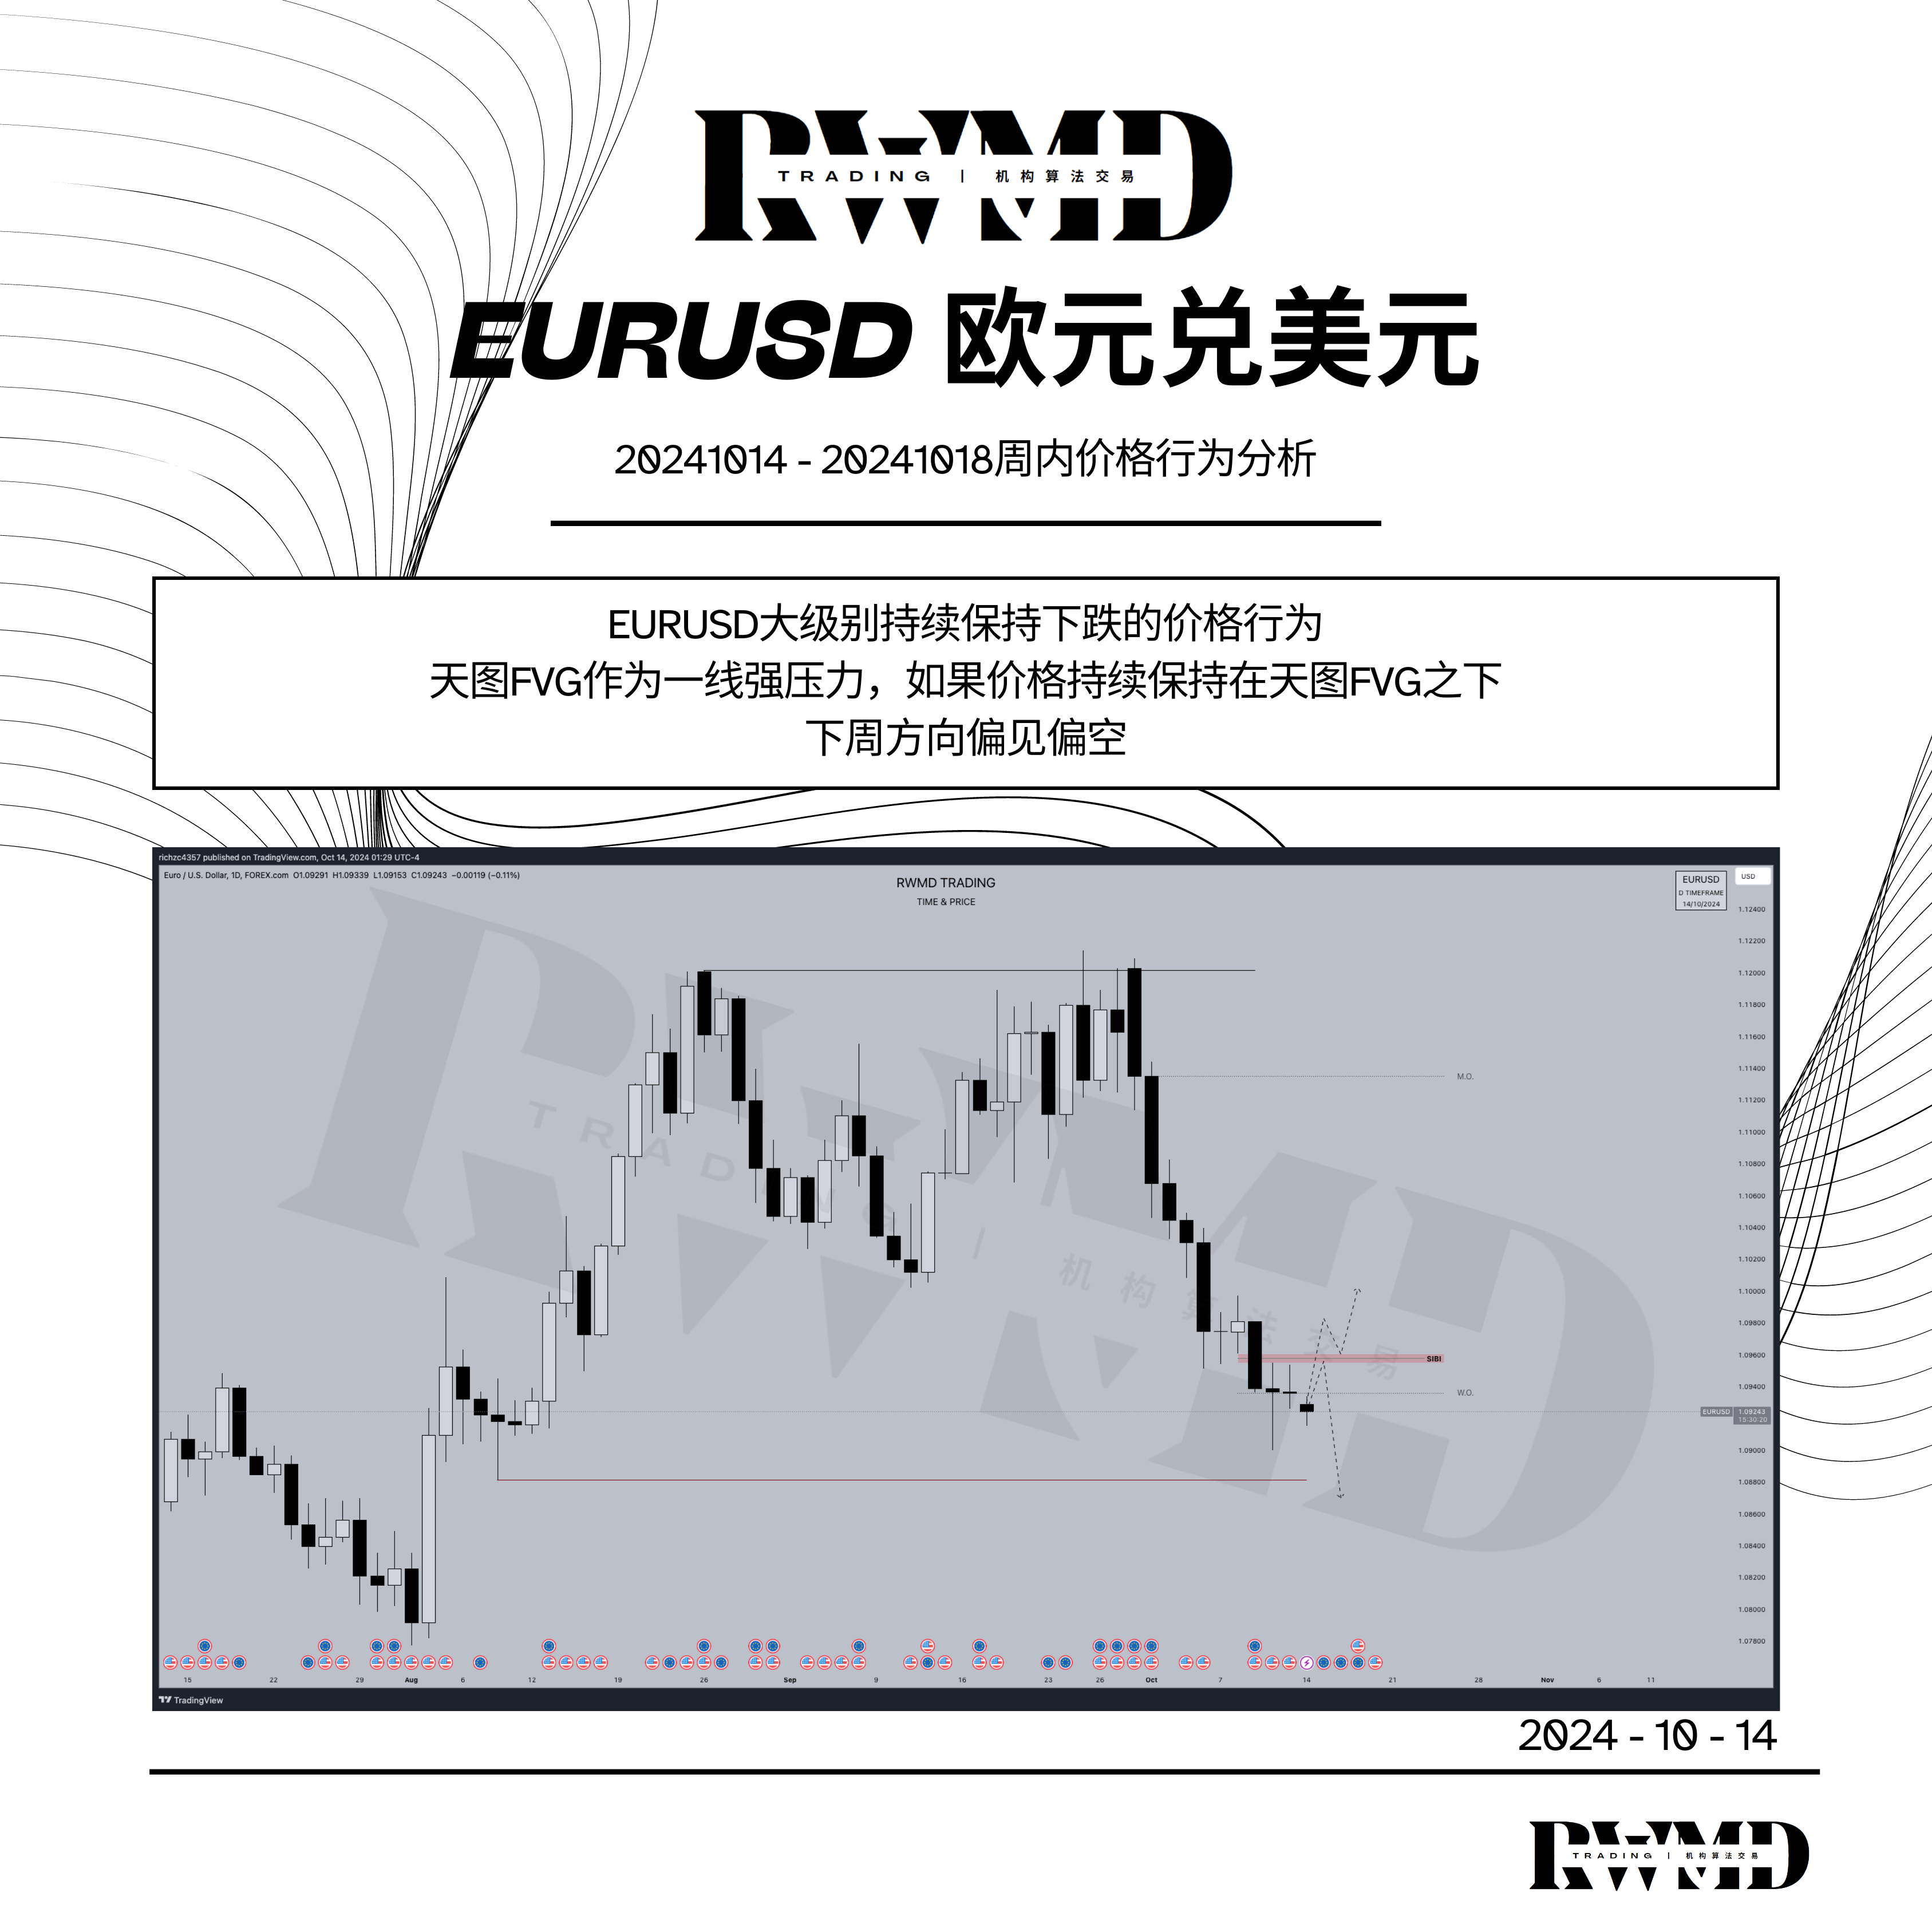 RWMD
TRADING | 机构算法交易
EURUSD 欧元兑美元
20241014 - 20241018周内价格行为分析
EURUSD大级别持续保持下跌的价格行为
天图FVG作为一线强压力，如果价格持续保持在天图FVG之下
下周方向偏见偏空
richzc4357 published on TradingView.com, Oct 14, 2024 01:29 UTC-4
Euro / U.S. Dollar, 1D, FOREX.com O1.09291 H1.09339 L1.09153 C1.09243 −0.00119 (−0.11%)
RWMD TRADING
TIME & PRICE
EURUSD
D TIMEFRAME
14/10/2024
USD
1.12400
1.12200
1.12000
1.11800
1.11600
1.11400
M.O.
1.11200
1.11000
1.10800
1.10600
1.10400
1.10200
1.10000
1.09800
1.09600
SIBI
1.09400
W.O.
EURUSD 1.09243
15:30:20
1.09000
1.08800
1.08600
1.08400
1.08200
1.08000
1.07800
RWMD
TRADING | 机构算法交易
15 22 29 Aug 6 12 19 26 Sep 9 16 23 26 Oct 7 14 21 28 Nov 6 11
TradingView
2024 - 10 - 14
RWMD
TRADING | 机构算法交易